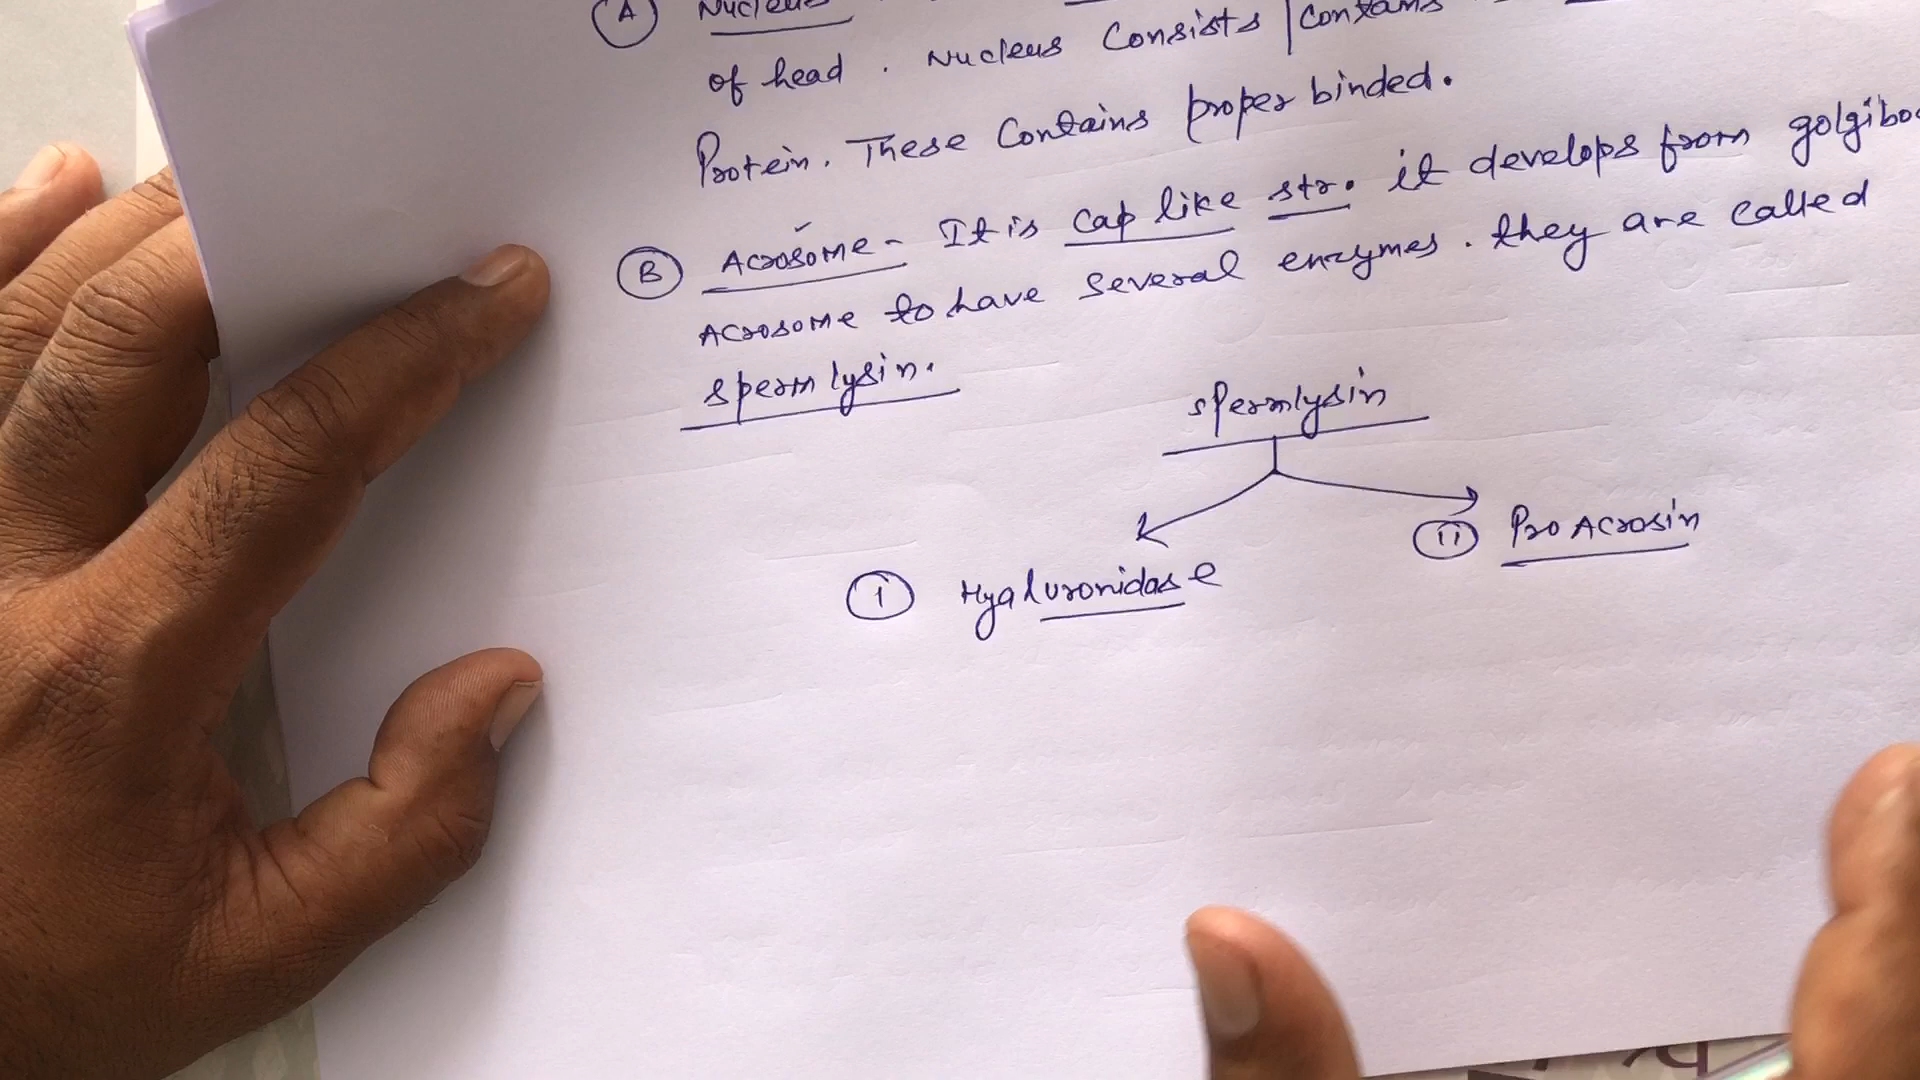 A Nucleus
of head. Nucleus Consists | Contains
Protein. These Contains proper binded.
B Acrosome - It is Cap like str. it develops from golgibo
Acrosome to have Several enzymes. they are called
spermlysin.
spermlysin
i Hyaluronidase
ii Pro Acrosin